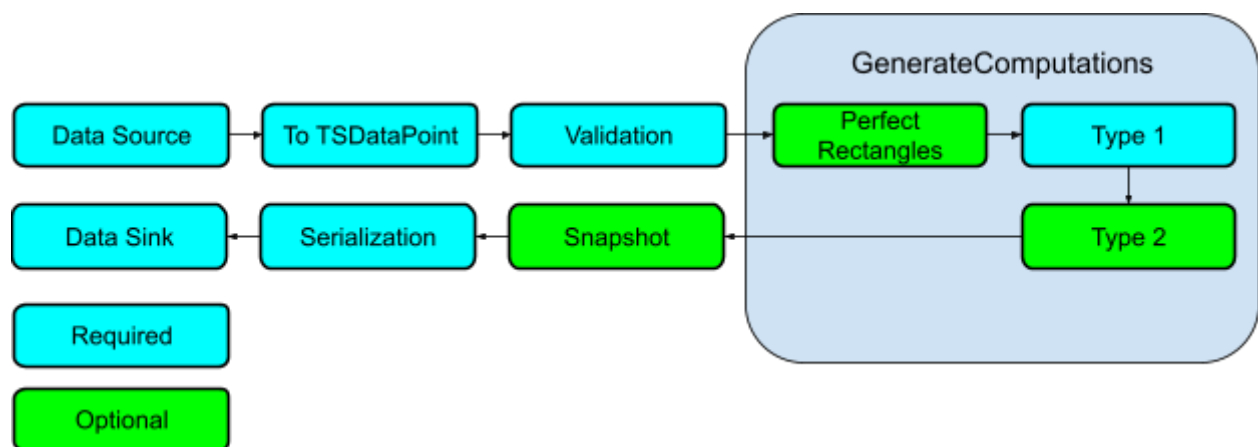 GenerateComputations
Data Source
To TSDataPoint
Validation
Perfect
Rectangles
Type 1
Data Sink
Serialization
Snapshot
Type 2
Required
Optional